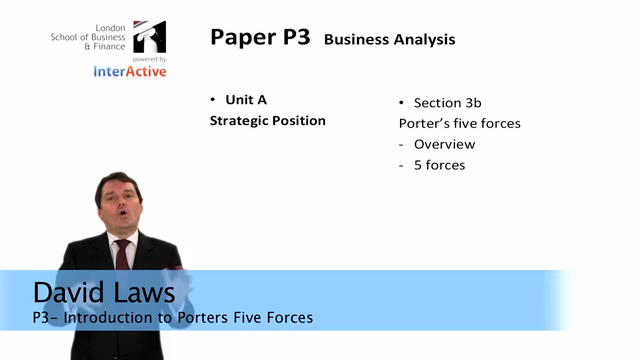 London
School of Business
& Finance
powered by
InterActive
Paper P3 Business Analysis
• Unit A
Strategic Position
• Section 3b
Porter's five forces
- Overview
- 5 forces
David Laws
P3- Introduction to Porters Five Forces